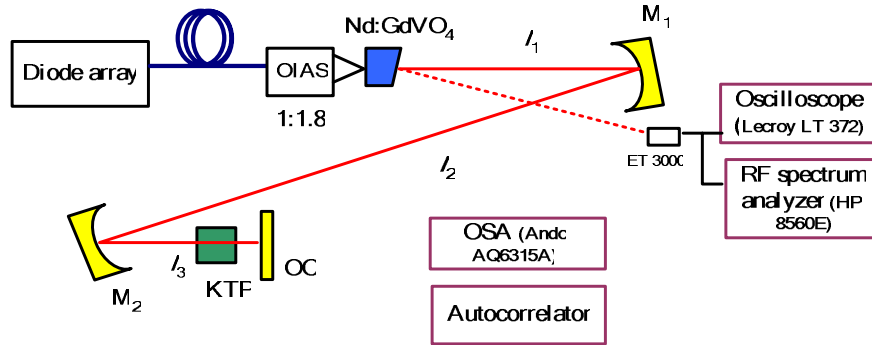 Nd:GdVO4
M1
l1
Diode array
OIAS
1:1.8
Oscilloscope
(Lecroy LT 372)
ET 3000
l2
RF spectrum
analyzer (HP
8560E)
OSA (Ando
AQ6315A)
l3
OC
KTP
M2
Autocorrelator